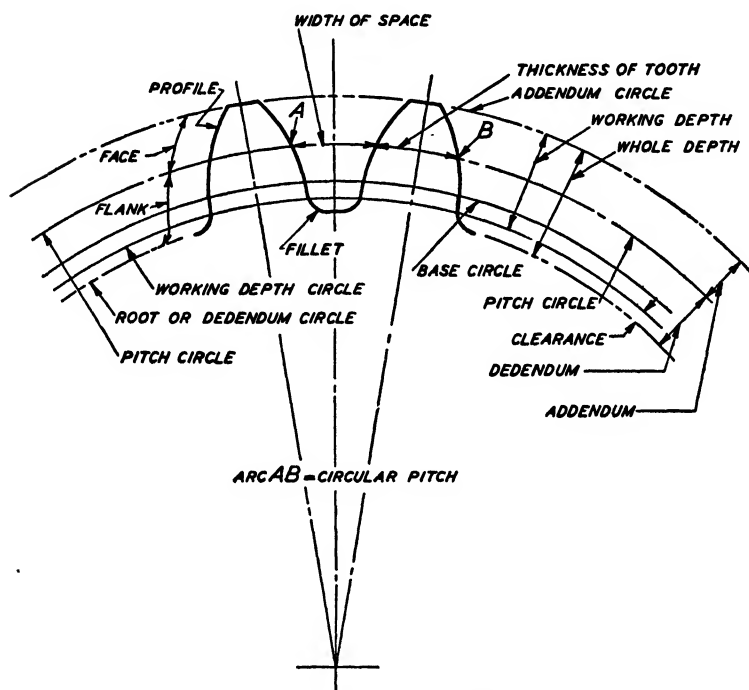 WIDTH OF SPACE
THICKNESS OF TOOTH
ADDENDUM CIRCLE
PROFILE
A
B
WORKING DEPTH
WHOLE DEPTH
FACE
FLANK
FILLET
BASE CIRCLE
WORKING DEPTH CIRCLE
PITCH CIRCLE
ROOT OR DEDENDUM CIRCLE
CLEARANCE
PITCH CIRCLE
DEDENDUM
ADDENDUM
ARC AB = CIRCULAR PITCH